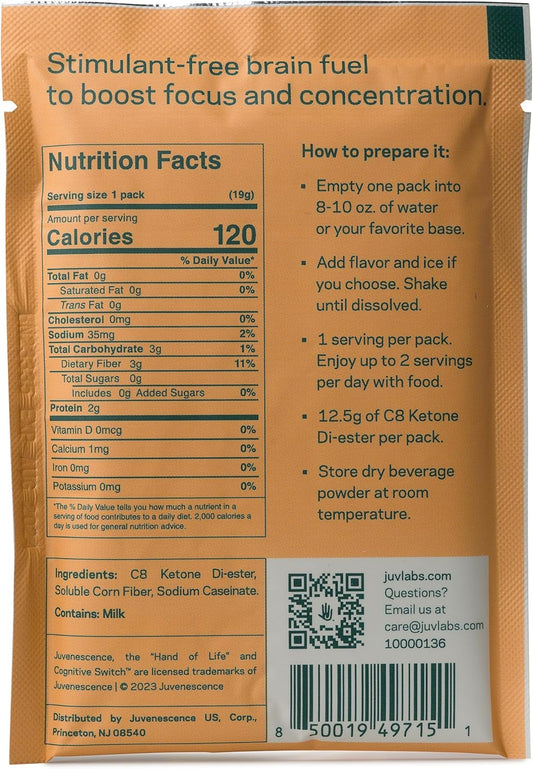 Stimulant-free brain fuel
to boost focus and concentration.
Nutrition Facts
Serving size 1 pack (19g)
Amount per serving
Calories 120
% Daily Value*
Total Fat 0g 0%
Saturated Fat 0g 0%
Trans Fat 0g
Cholesterol 0mg 0%
Sodium 35mg 2%
Total Carbohydrate 3g 1%
Dietary Fiber 3g 11%
Total Sugars 0g
Includes 0g Added Sugars 0%
Protein 2g
Vitamin D 0mcg 0%
Calcium 1mg 0%
Iron 0mg 0%
Potassium 0mg 0%
*The % Daily Value tells you how much a nutrient in a
serving of food contributes to a daily diet. 2,000 calories a
day is used for general nutrition advice.
How to prepare it:
▪ Empty one pack into
8-10 oz. of water
or your favorite base.
▪ Add flavor and ice if
you choose. Shake
until dissolved.
▪ 1 serving per pack.
Enjoy up to 2 servings
per day with food.
▪ 12.5g of C8 Ketone
Di-ester per pack.
▪ Store dry beverage
powder at room
temperature.
Ingredients: C8 Ketone Di-ester,
Soluble Corn Fiber, Sodium Caseinate.
Contains: Milk
Juvenescence, the “Hand of Life” and
Cognitive Switch™ are licensed trademarks of
Juvenescence | © 2023 Juvenescence
Distributed by Juvenescence US, Corp.,
Princeton, NJ 08540
juvlabs.com
Questions?
Email us at
care@juvlabs.com
10000136
8 50019 49715 1